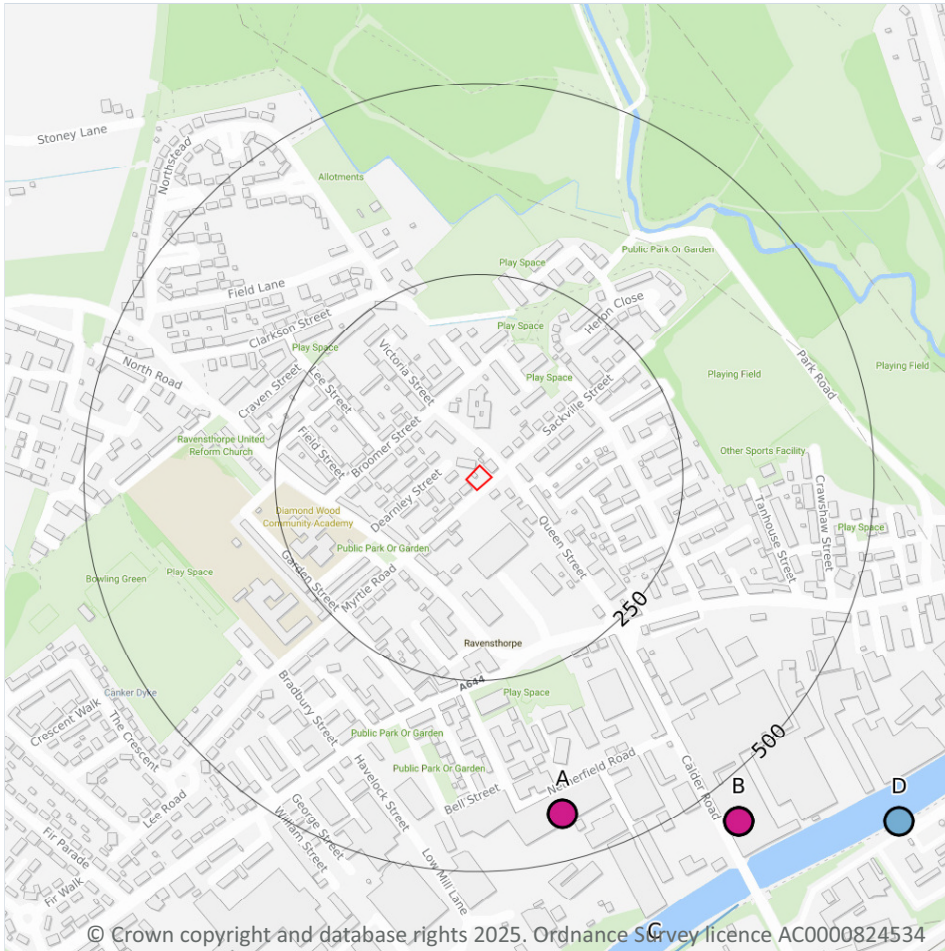 Stoney Lane
Northstead
Allotments
Public Park Or Garden
Play Space
Field Lane
Heron Close
Clarkson Street
Play Space
Play Space
Victoria Street
Park Road
North Road
Lee Street
Playing Field
Playing Field
Craven Street
Play Space
Sackville Street
Broomer Street
Field Street
Ravensthorpe United
Reform Church
Other Sports Facility
Dearnley Street
Crawshaw Street
Tanhouse Street
Diamond Wood
Community Academy
Queen Street
Play Space
Public Park Or Garden
Garden Street
Myrtle Road
Bowling Green
Play Space
250
Ravensthorpe
A644
Canker Dyke
Play Space
Crescent Walk
The Crescent
Bradbury Street
Public Park Or Garden
500
Havelock Street
Public Park Or Garden
Netherfield Road
Calder Road
A
B
D
Bell Street
Lee Road
George Street
William Street
Fir Parade
Low Mill Lane
Fir Walk
C
© Crown copyright and database rights 2025. Ordnance Survey licence AC0000824534